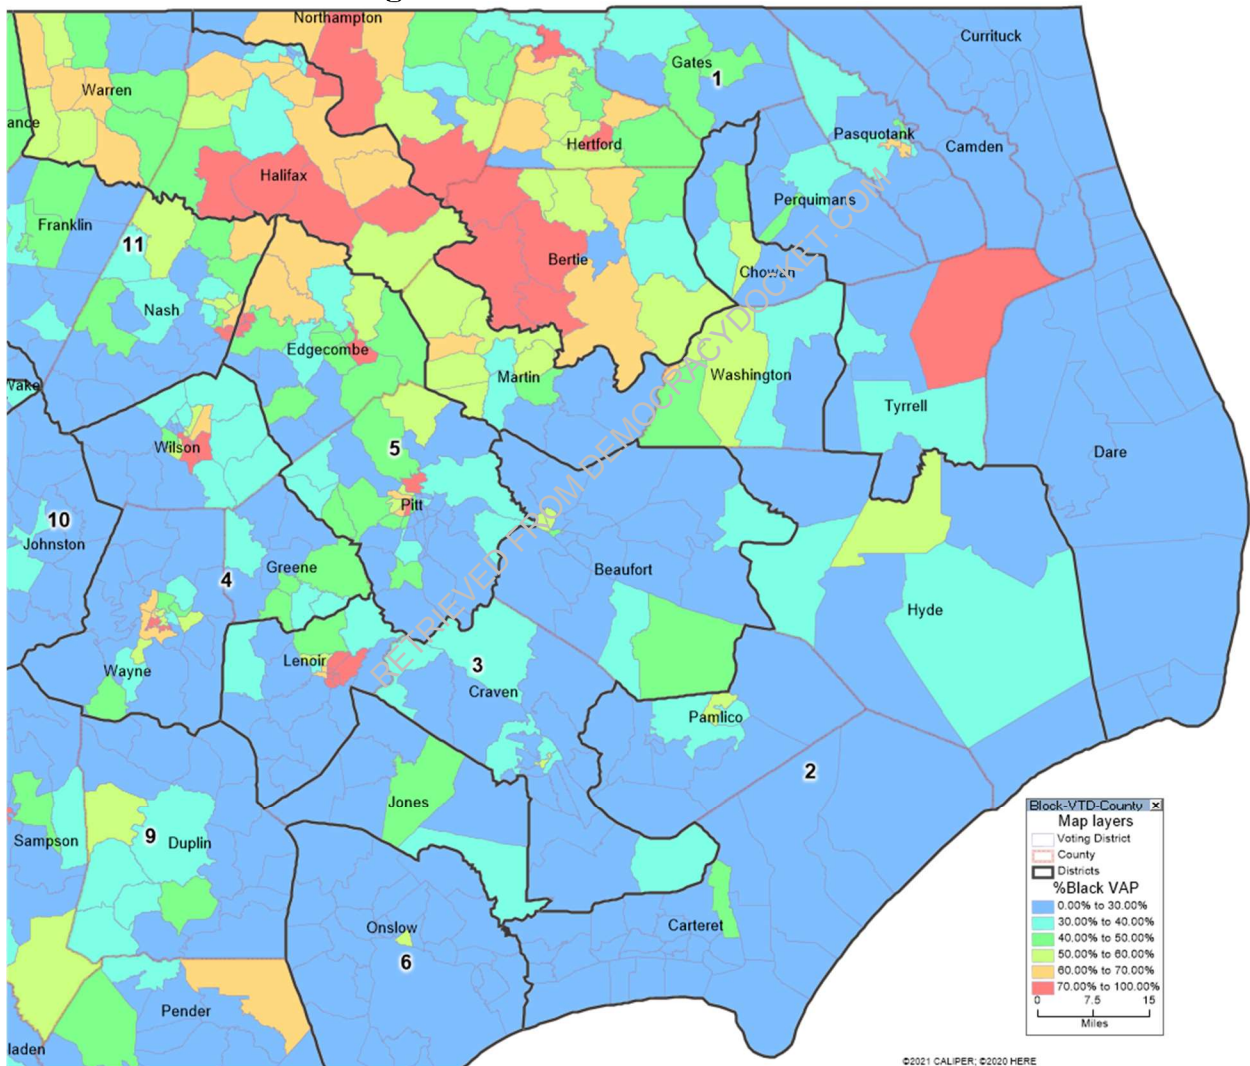 Northampton
Currituck
Gates
1
Warren
ance
Pasquotank
Hertford
Camden
Halifax
Perquimans
Franklin
11
Bertie
Chowan
Nash
Edgecombe
Martin
Washington
Wake
Tyrrell
Wilson
5
Dare
Pitt
10
Johnston
Greene
4
Beaufort
Hyde
Wayne
Lenoir
3
Craven
Pamlico
2
Jones
Sampson
9
Duplin
Onslow
6
Carteret
Pender
laden
RETRIEVED FROM DEMOCRACYDOCKET.COM
Block-VTD-County
Map layers
Voting District
County
Districts
%Black VAP
0.00% to 30.00%
30.00% to 40.00%
40.00% to 50.00%
50.00% to 60.00%
60.00% to 70.00%
70.00% to 100.00%
0 7.5 15
Miles
©2021 CALIPER; ©2020 HERE